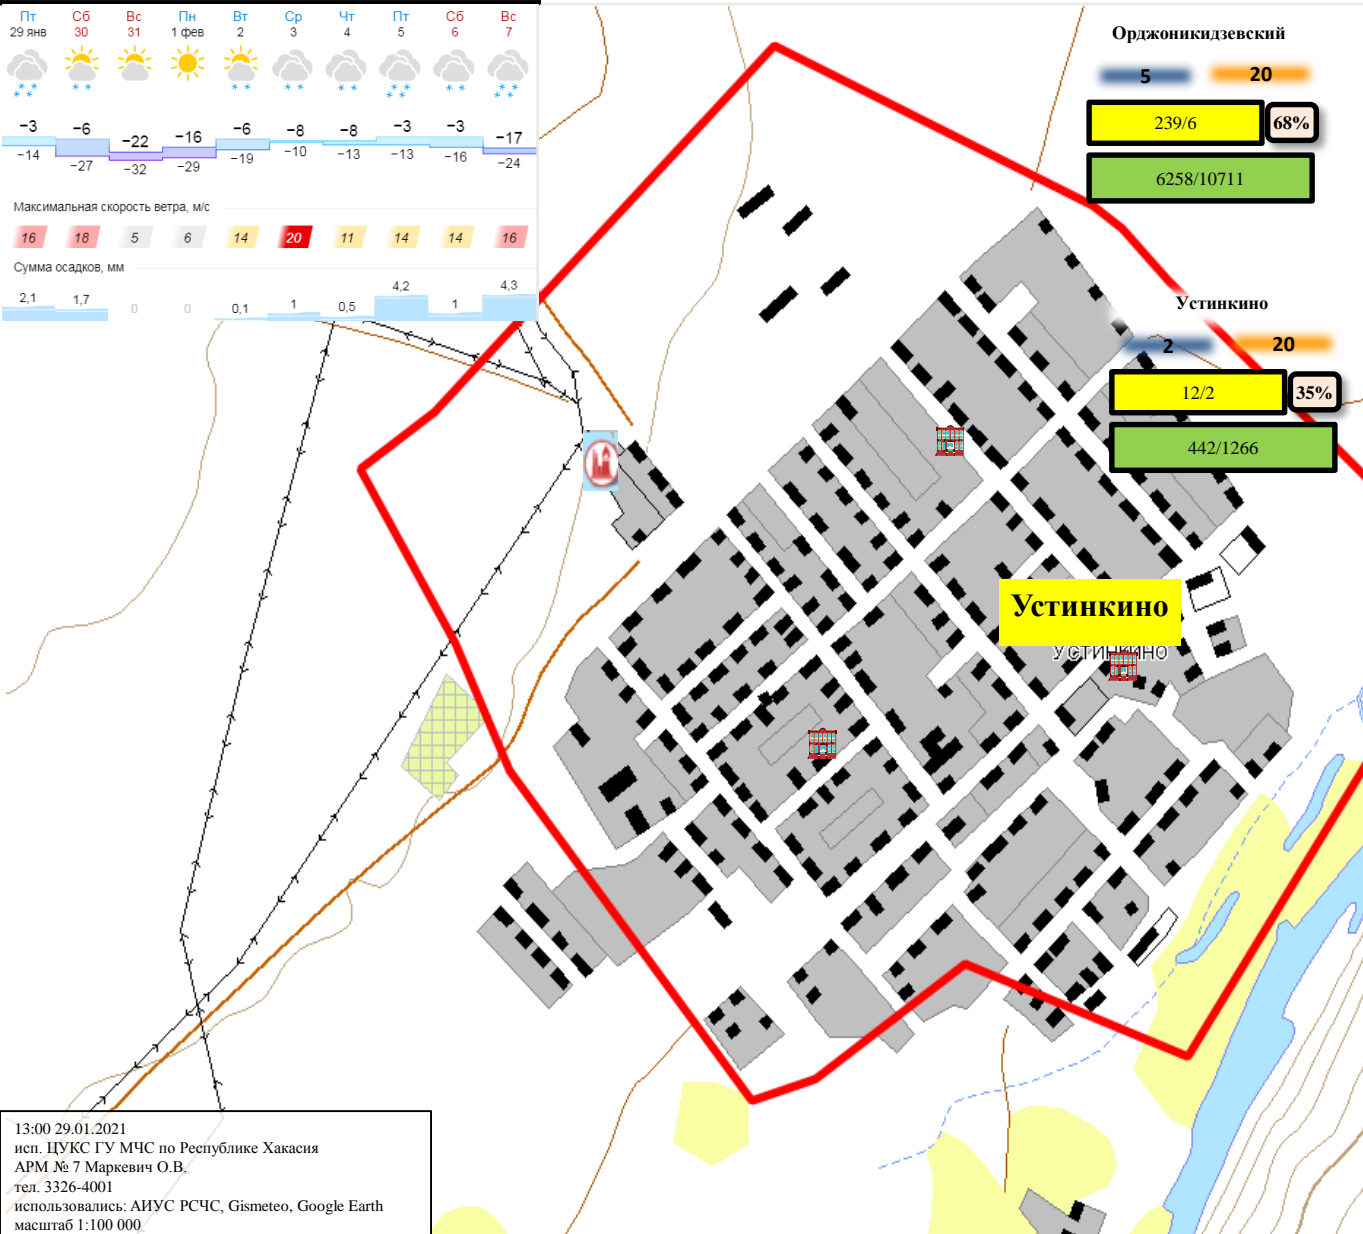 Пт Сб Вс Пн Вт Ср Чт Пт Сб Вс
29 янв 30 31 1 фев 2 3 4 5 6 7
−3 −6 −22 −16 −6 −8 −8 −3 −3 −17
−14 −27 −32 −29 −19 −10 −13 −13 −16 −24
Максимальная скорость ветра, м/с
16 18 5 6 14 20 11 14 14 16
Сумма осадков, мм
2,1 1,7 0 0 0,1 1 0,5 4,2 1 4,3
Орджоникидзевский
5 20
239/6 68%
6258/10711
Устинкино
2 20
12/2 35%
442/1266
Устинкино
УСТИНКИНО
13:00 29.01.2021
исп. ЦУКС ГУ МЧС по Республике Хакасия
АРМ № 7 Маркевич О.В.
тел. 3326-4001
использовались: АИУС РСЧС, Gismeteo, Google Earth
масштаб 1:100 000